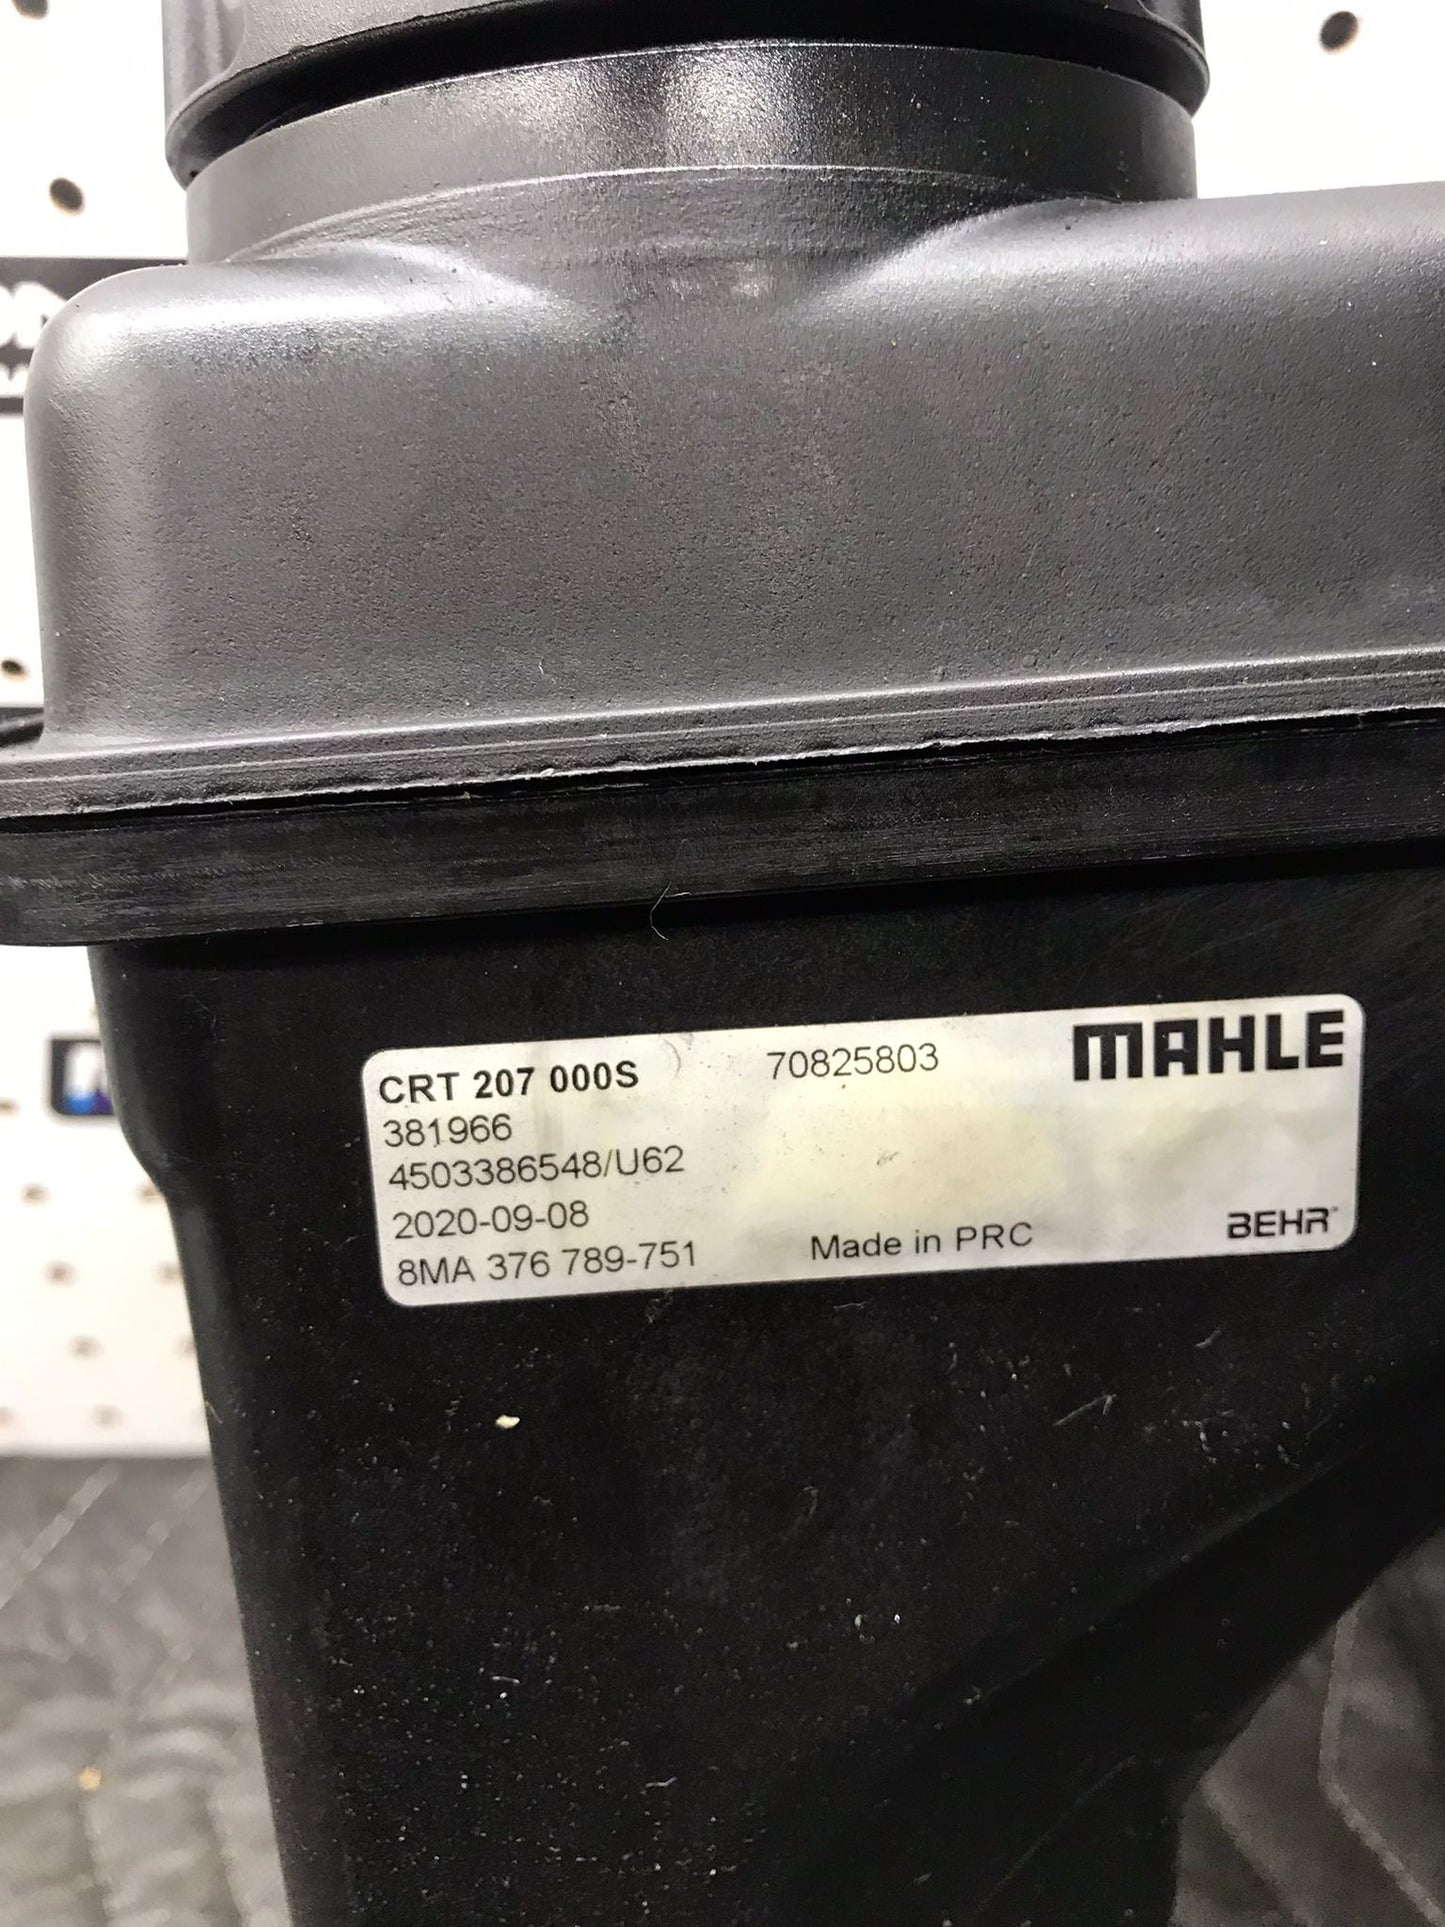 CRT 207 000S 70825803 MAHLE
381966
4503386548/U62
2020-09-08
8MA 376 789-751 Made in PRC BEHR